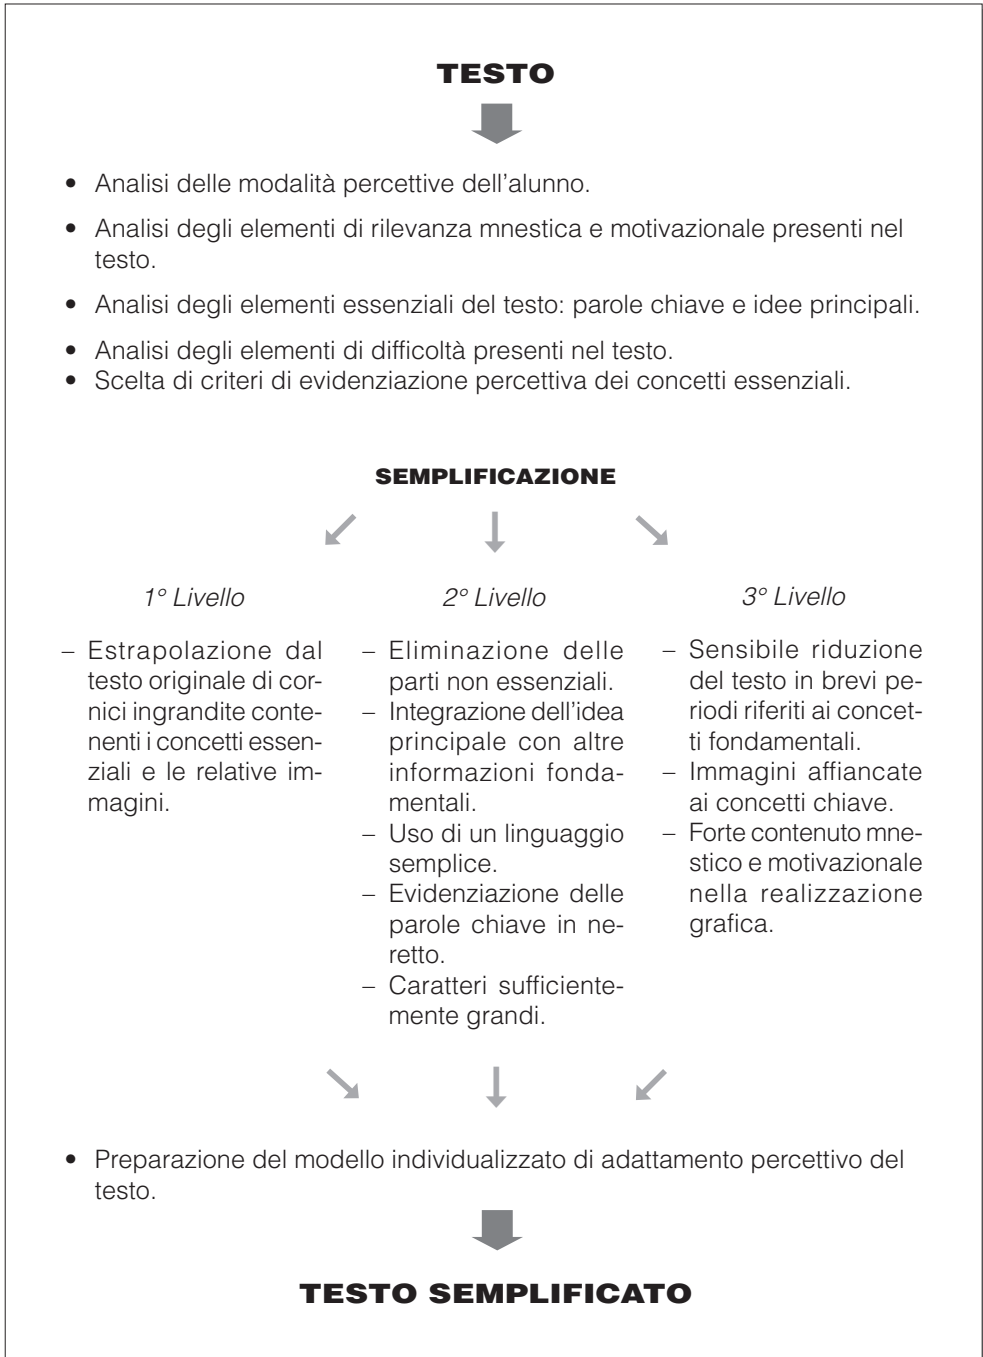 TESTO
• Analisi delle modalità percettive dell'alunno.
• Analisi degli elementi di rilevanza mnestica e motivazionale presenti nel
testo.
• Analisi degli elementi essenziali del testo: parole chiave e idee principali.
• Analisi degli elementi di difficoltà presenti nel testo.
• Scelta di criteri di evidenziazione percettiva dei concetti essenziali.
SEMPLIFICAZIONE
1° Livello
– Estrapolazione dal
testo originale di cor-
nici ingrandite conte-
nenti i concetti essen-
ziali e le relative im-
magini.
2° Livello
– Eliminazione delle
parti non essenziali.
– Integrazione dell'idea
principale con altre
informazioni fonda-
mentali.
– Uso di un linguaggio
semplice.
– Evidenziazione delle
parole chiave in ne-
retto.
– Caratteri sufficiente-
mente grandi.
3° Livello
– Sensibile riduzione
del testo in brevi pe-
riodi riferiti ai concet-
ti fondamentali.
– Immagini affiancate
ai concetti chiave.
– Forte contenuto mne-
stico e motivazionale
nella realizzazione
grafica.
• Preparazione del modello individualizzato di adattamento percettivo del
testo.
TESTO SEMPLIFICATO